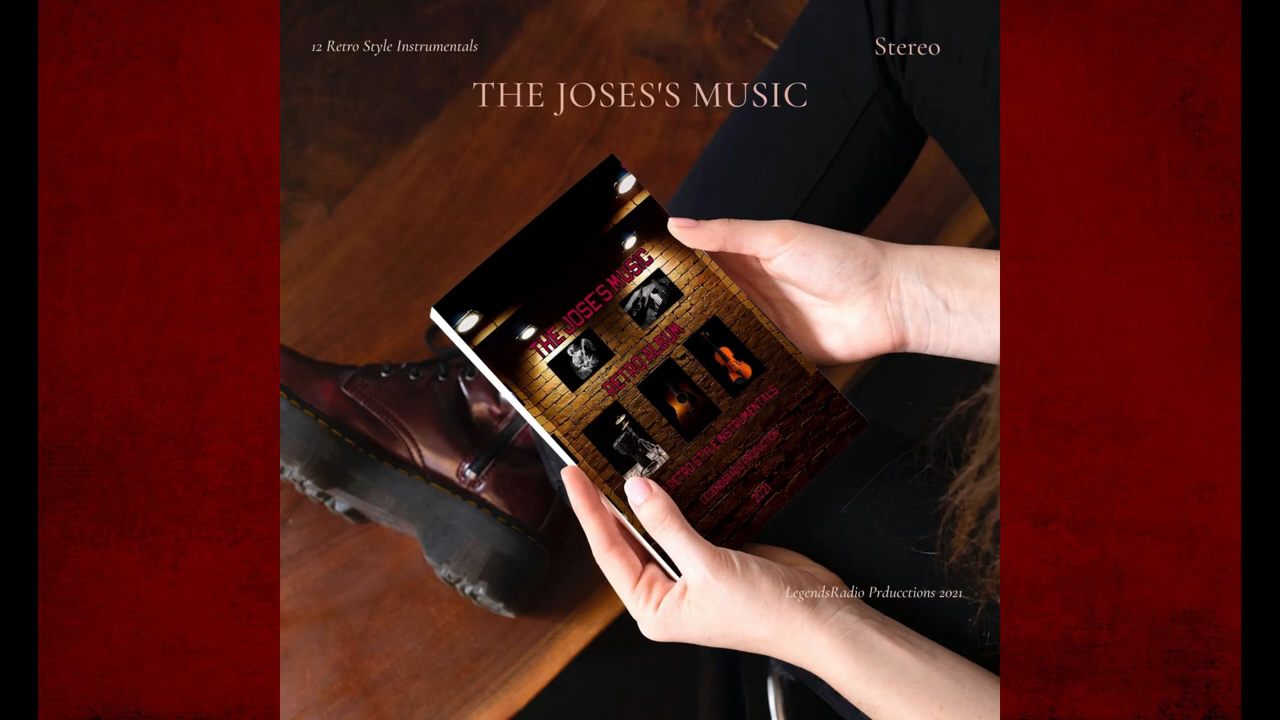 12 Retro Style Instrumentals
Stereo
THE JOSES'S MUSIC
THE JOSE'S MUSIC
RETRO ALBUM
RETRO STYLE INSTRUMENTALS
2021
LegendsRadio Prducctions 2021